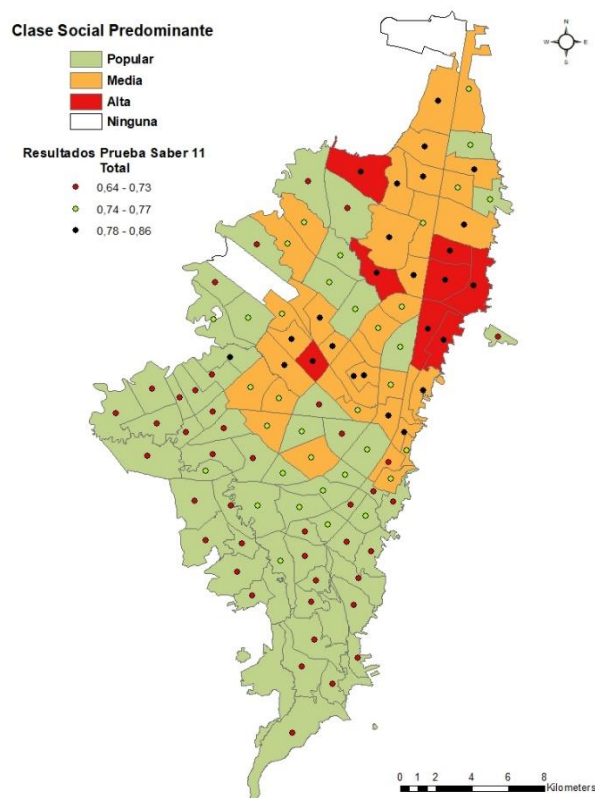 Clase Social Predominante
Popular
Media
Alta
Ninguna
Resultados Prueba Saber 11
Total
0,64 - 0,73
0,74 - 0,77
0,78 - 0,86
N
W E
S
0 1 2 4 6 8
Kilometers